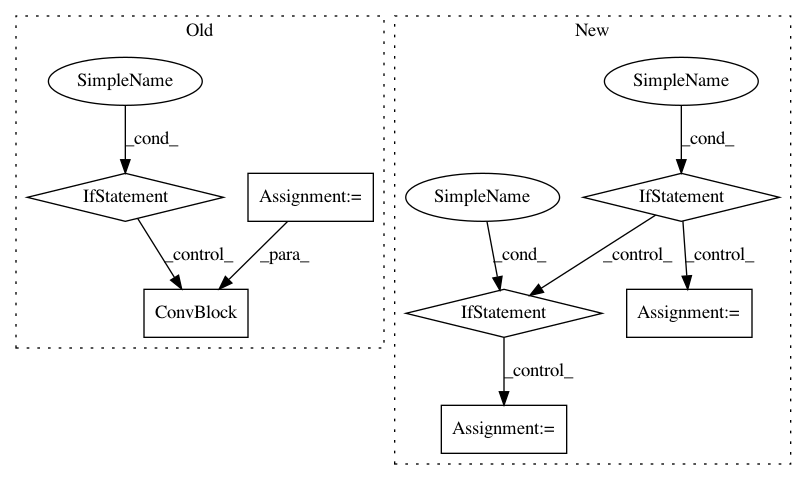 Old
New
SimpleName
SimpleName
_cond_
_cond_
IfStatement
Assignment:=
SimpleName
IfStatement
_control_
_para_
_cond_
_control_
_control_
ConvBlock
IfStatement
Assignment:=
_control_
Assignment:=